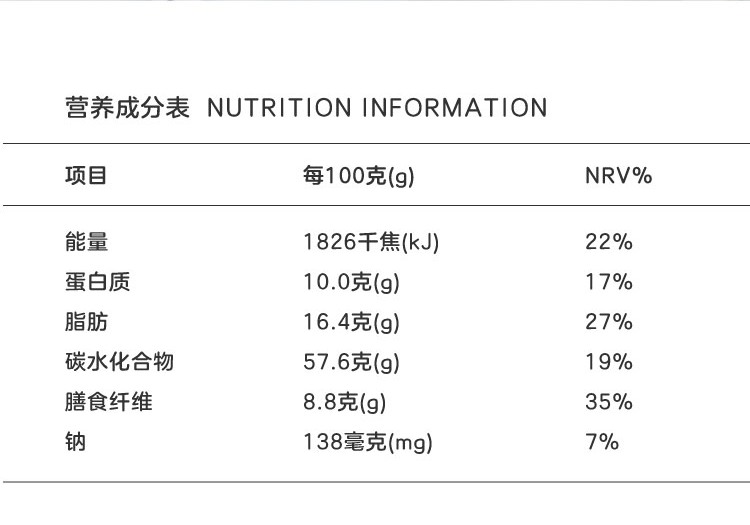 营养成分表 NUTRITION INFORMATION
项目 每100克(g) NRV%
能量 1826千焦(kJ) 22%
蛋白质 10.0克(g) 17%
脂肪 16.4克(g) 27%
碳水化合物 57.6克(g) 19%
膳食纤维 8.8克(g) 35%
钠 138毫克(mg) 7%